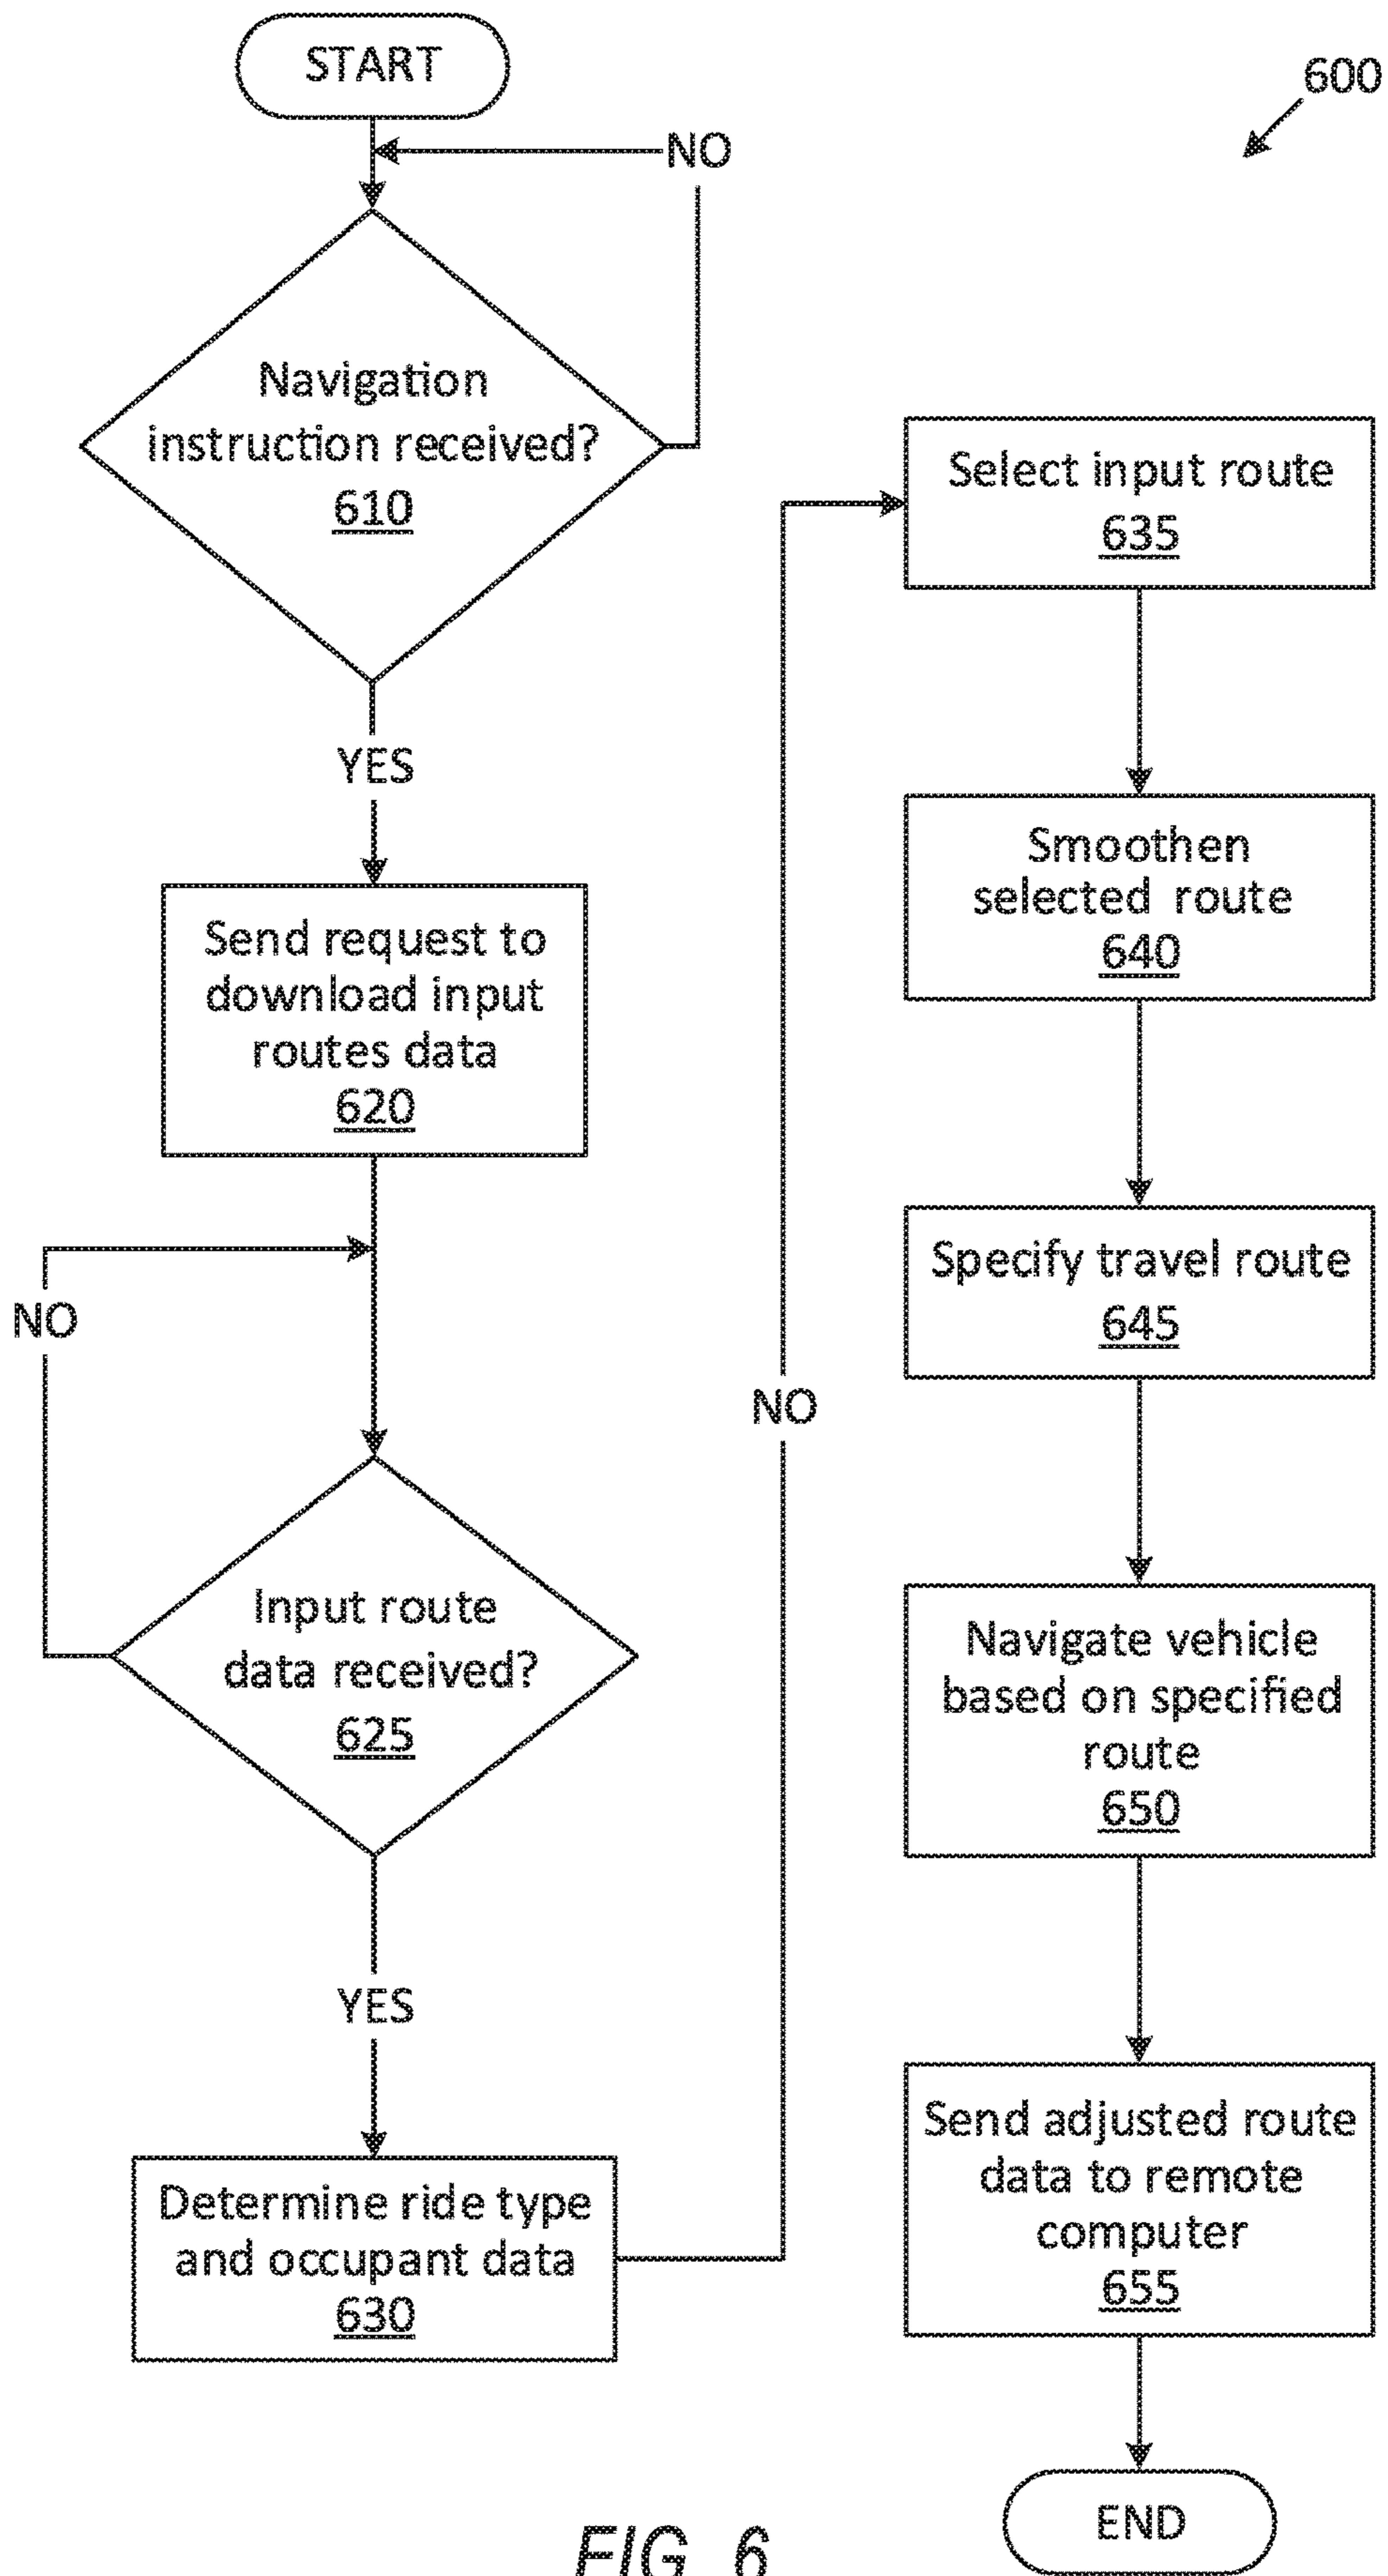 START
600
NO
Navigation
instruction received?
610
YES
Send request to
download input
routes data
620
NO
Input route
data received?
625
YES
Determine ride type
and occupant data
630
NO
Select input route
635
Smoothen
selected route
640
Specify travel route
645
Navigate vehicle
based on specified
route
650
Send adjusted route
data to remote
computer
655
END
FIG. 6